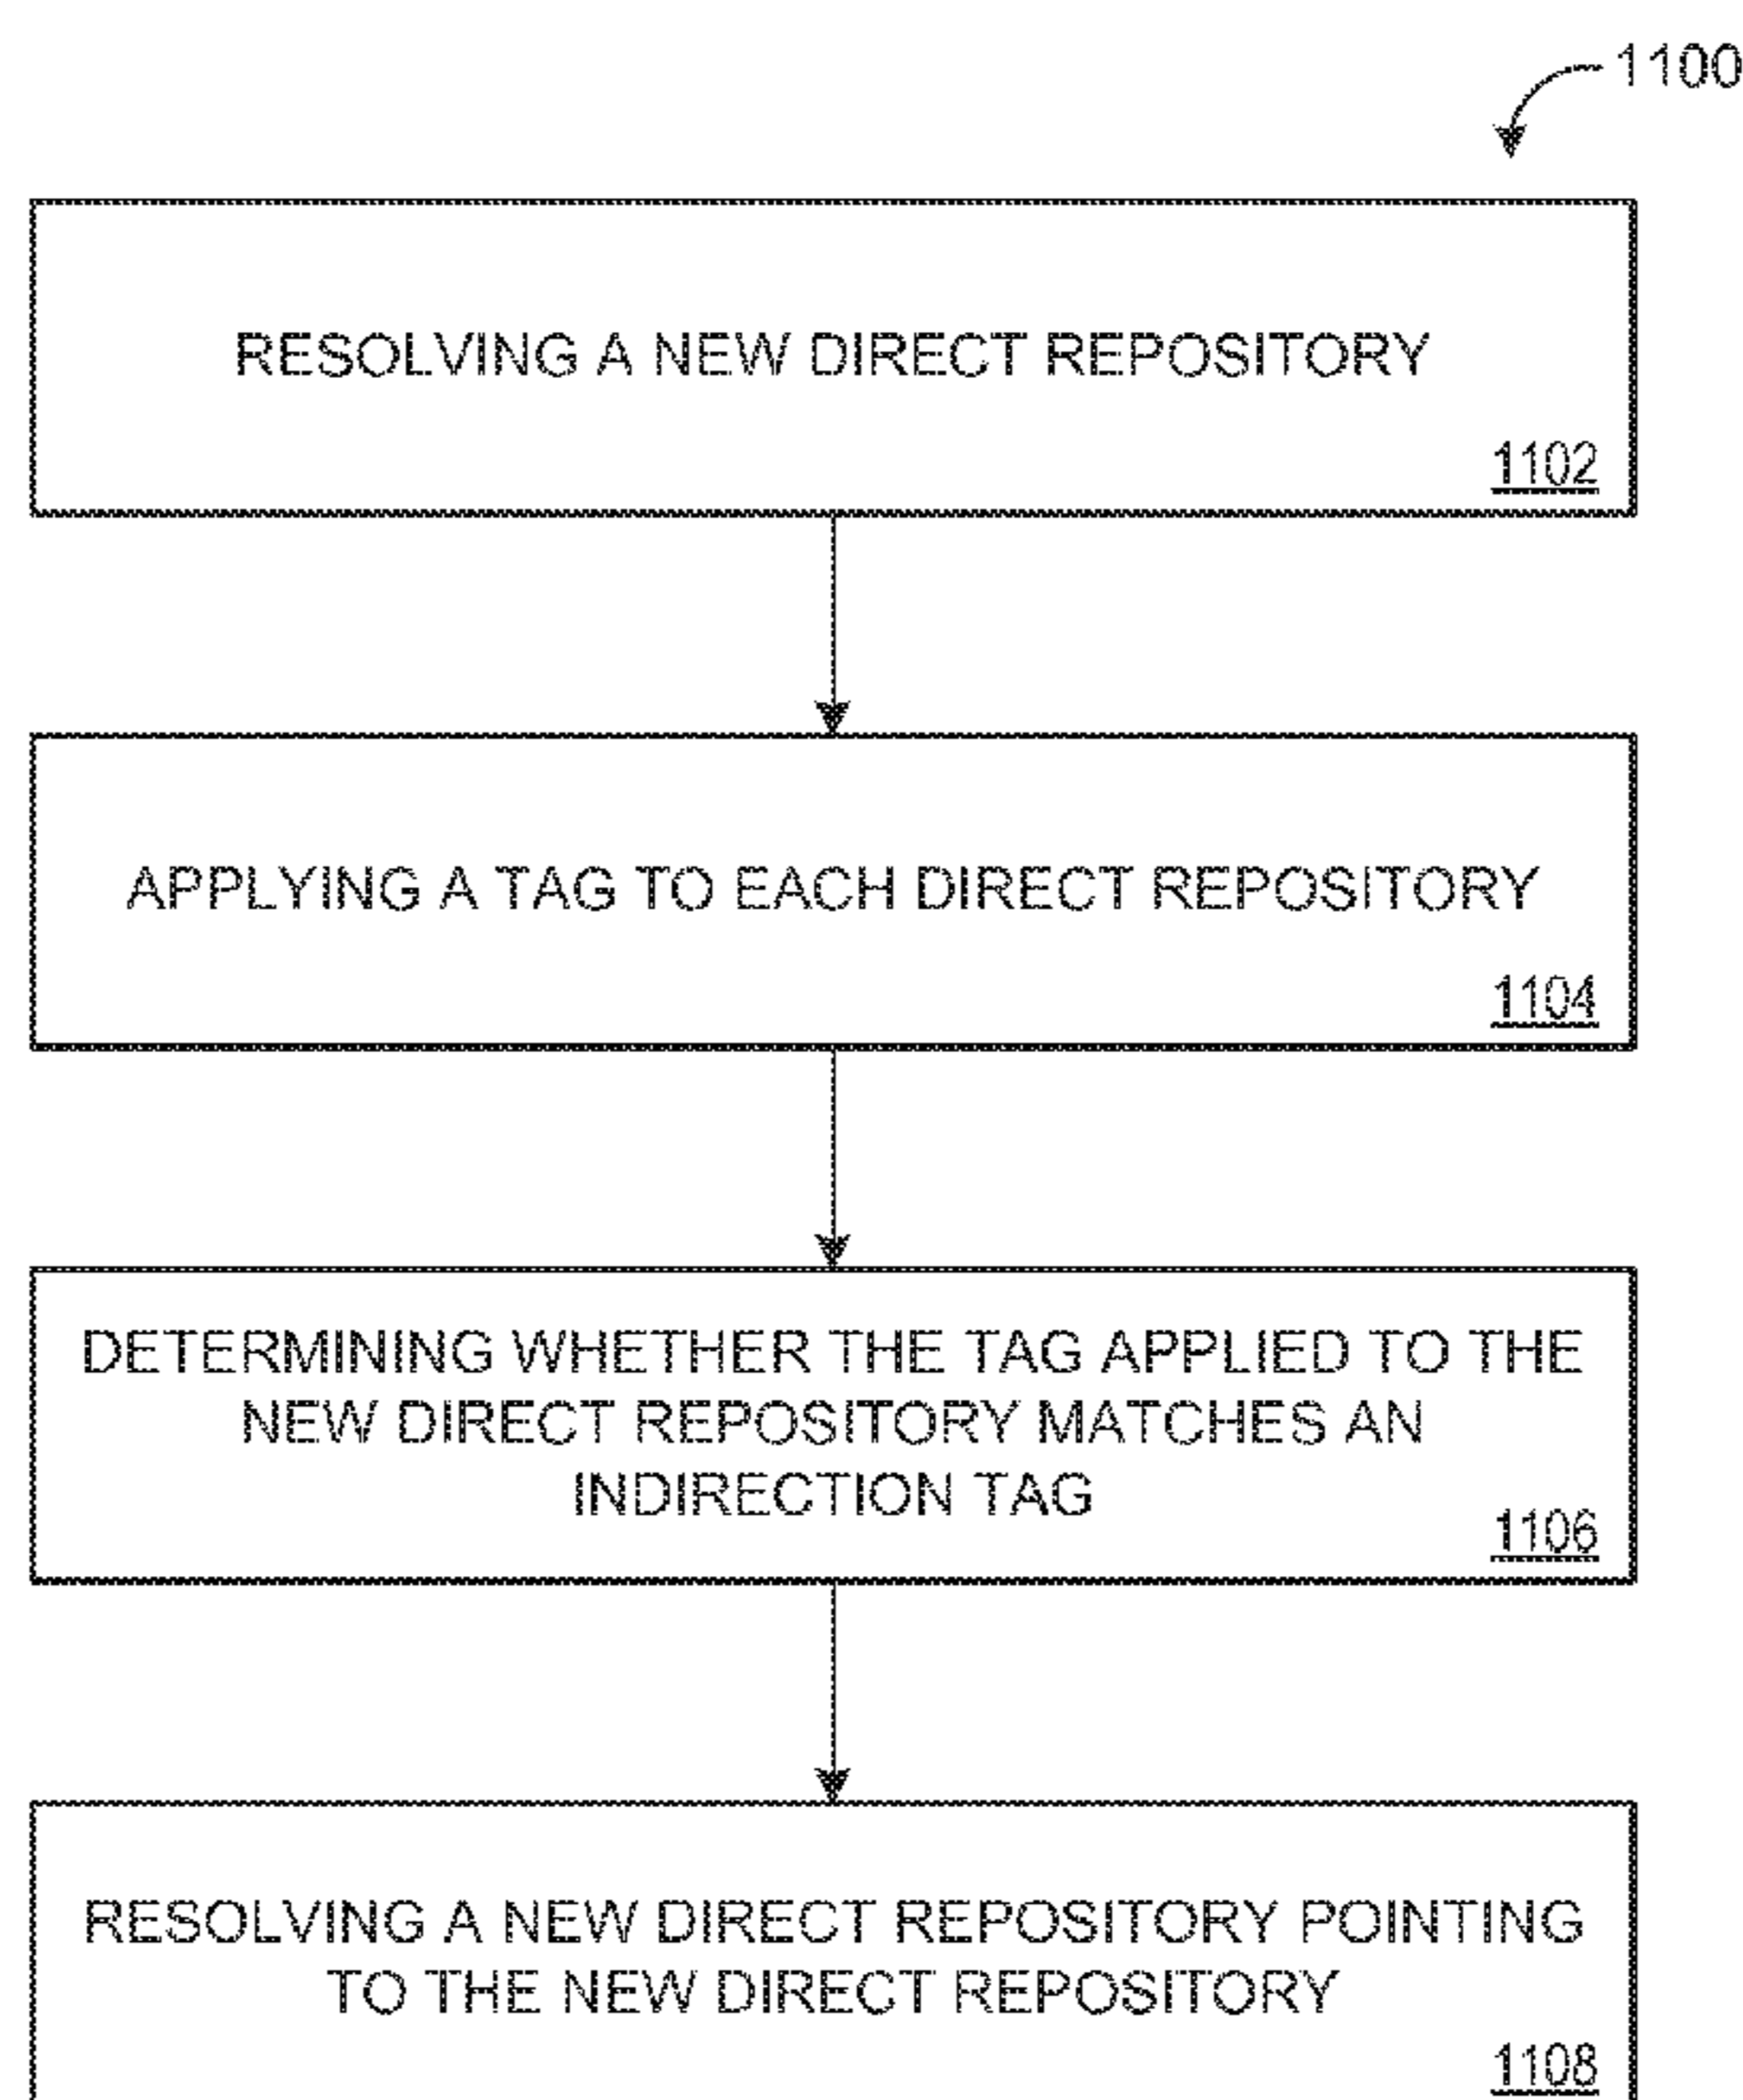 1100
RESOLVING A NEW DIRECT REPOSITORY
1102
APPLYING A TAG TO EACH DIRECT REPOSITORY
1104
DETERMINING WHETHER THE TAG APPLIED TO THE
NEW DIRECT REPOSITORY MATCHES AN
INDIRECTION TAG
1106
RESOLVING A NEW DIRECT REPOSITORY POINTING
TO THE NEW DIRECT REPOSITORY
1108